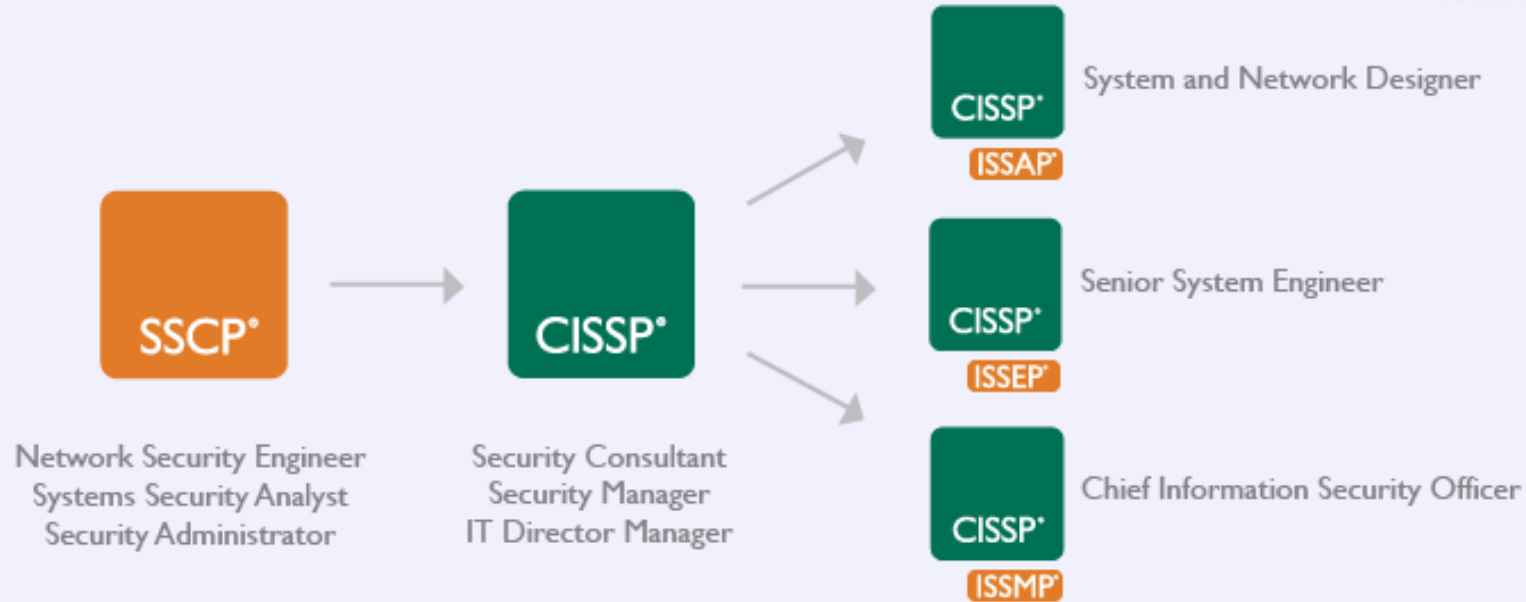 SSCP®
Network Security Engineer
Systems Security Analyst
Security Administrator
CISSP®
Security Consultant
Security Manager
IT Director Manager
CISSP®
ISSAP®
System and Network Designer
CISSP®
ISSEP®
Senior System Engineer
CISSP®
ISSMP®
Chief Information Security Officer